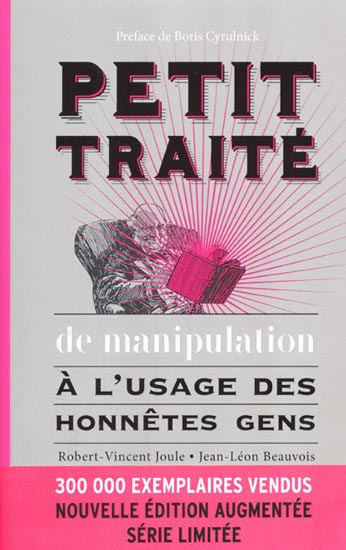 Préface de Boris Cyrulnick
PETIT
TRAITÉ
de manipulation
À L'USAGE DES
HONNÊTES GENS
Robert-Vincent Joule • Jean-Léon Beauvois
300 000 EXEMPLAIRES VENDUS
NOUVELLE ÉDITION AUGMENTÉE
SÉRIE LIMITÉE